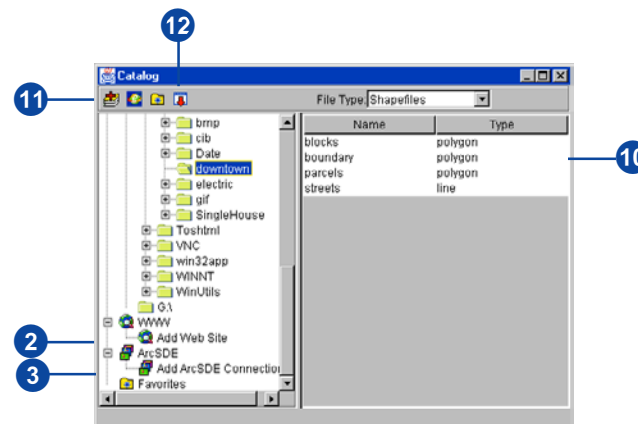 12
Catalog
11
File Type: Shapefiles
Name Type
blocks polygon
boundary polygon
parcels polygon
streets line
10
brnp
cib
Date
downtown
electric
gif
SingleHouse
Toshtml
VNC
win32app
WINNT
WinUtils
G:\
WWW
2
Add Web Site
ArcSDE
3
Add ArcSDE Connection
Favorites